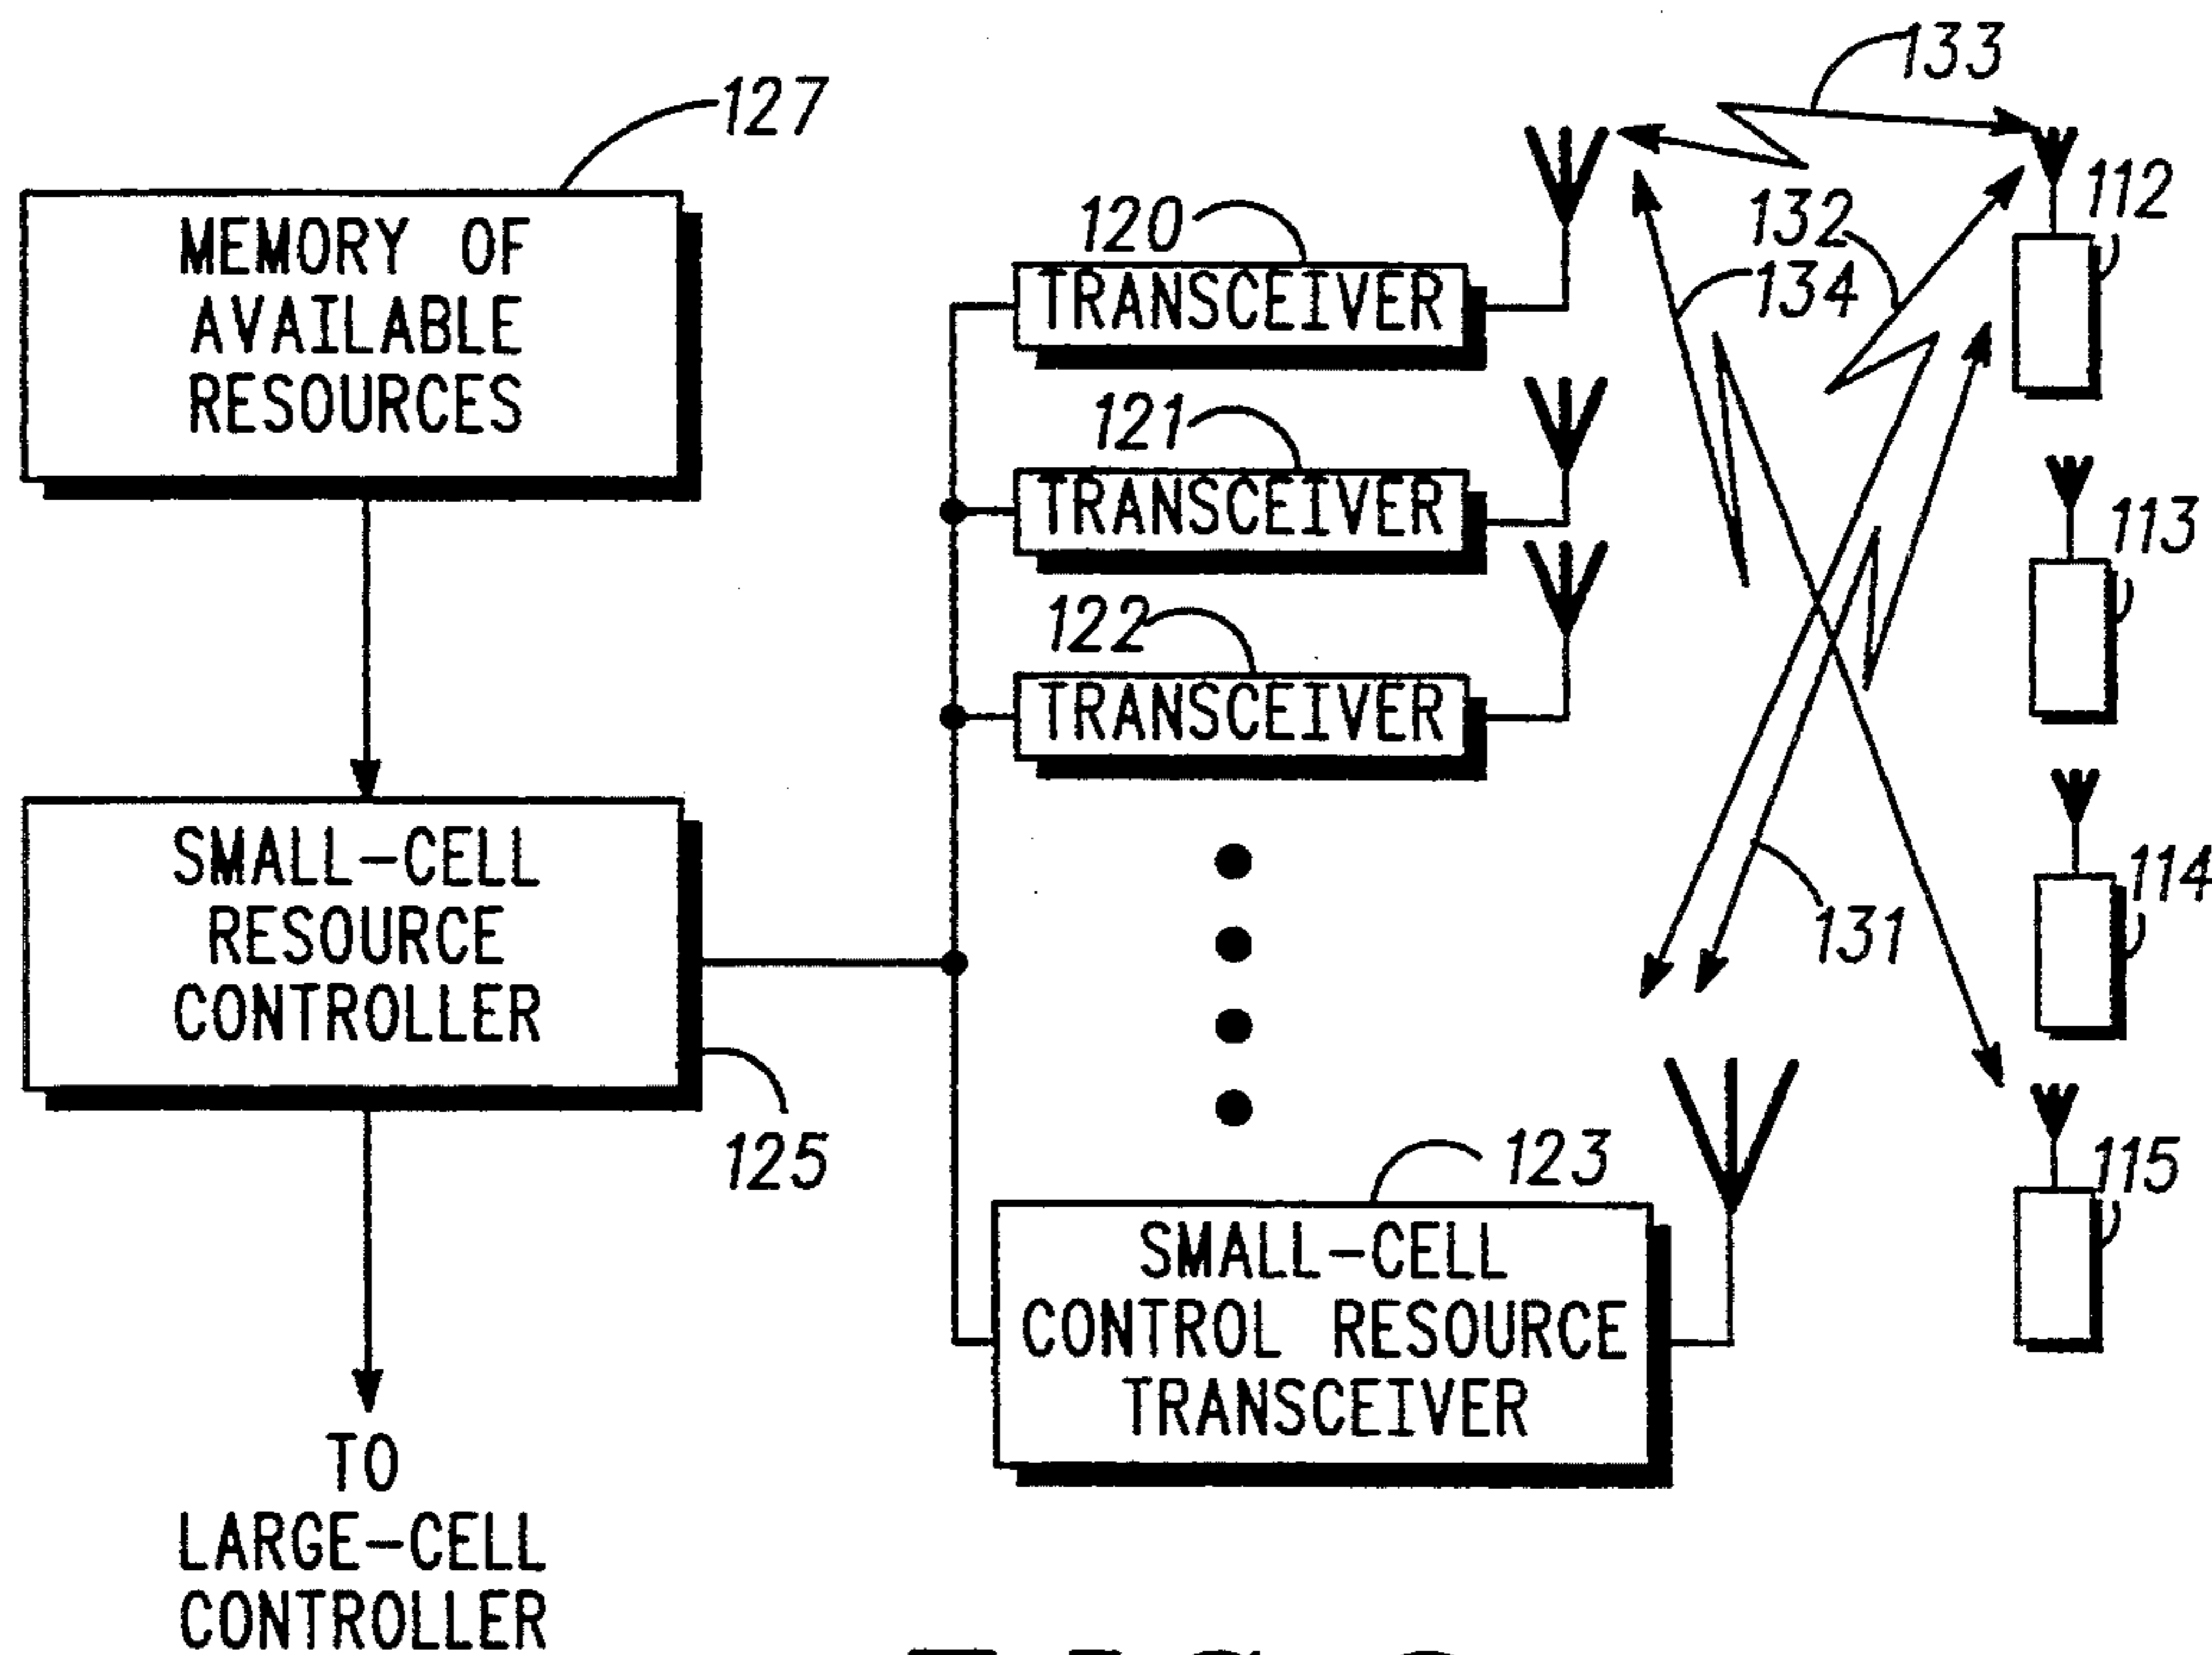 127
MEMORY OF
AVAILABLE
RESOURCES
SMALL-CELL
RESOURCE
CONTROLLER
125
TO
LARGE-CELL
CONTROLLER
120
TRANSCEIVER
121
TRANSCEIVER
122
TRANSCEIVER
123
SMALL-CELL
CONTROL RESOURCE
TRANSCEIVER
133
132
134
131
112
113
114
115